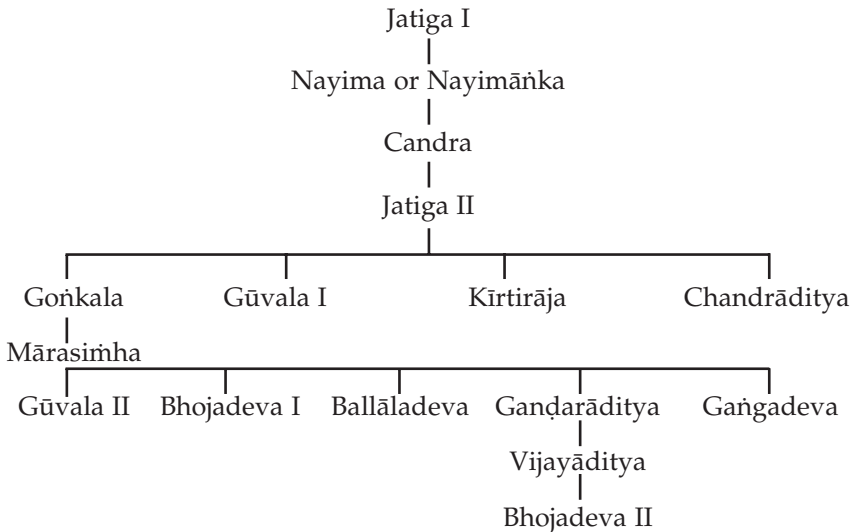 Jatiga I
Nayima or Nayimāṅka
Candra
Jatiga II
Goṅkala Gūvala I Kīrtirāja Chandrāditya
Mārasiṁha
Gūvala II Bhojadeva I Ballāladeva Gaṇḍarāditya Gaṅgadeva
Vijayāditya
Bhojadeva II